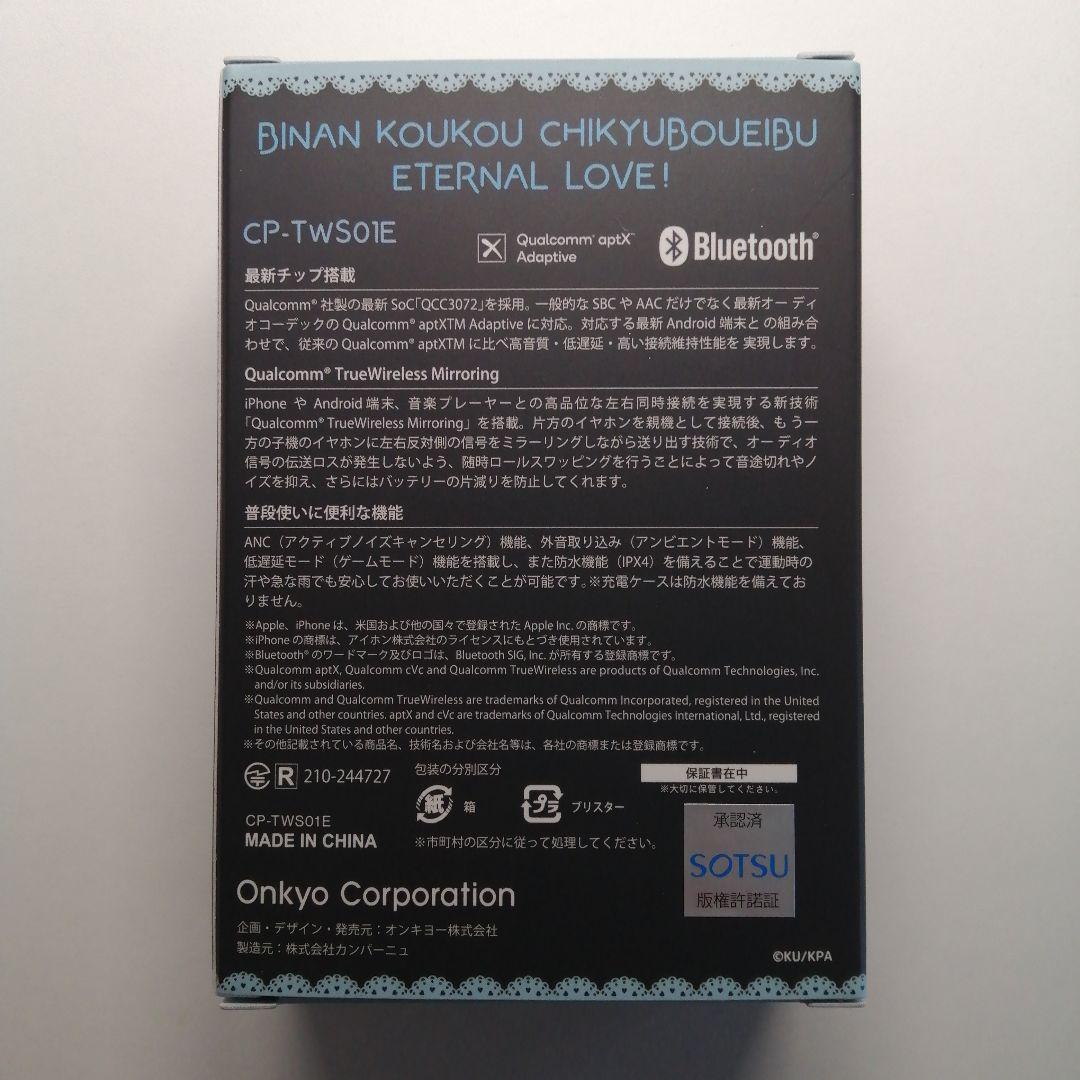 BINAN KOUKOU CHIKYUBOUEIBU
ETERNAL LOVE!
CP-TWS01E
Qualcomm® aptX™
Adaptive
Bluetooth®
最新チップ搭載
Qualcomm® 社製の最新 SoC「QCC3072」を採用。一般的な SBC や AAC だけでなく最新オーディ
オコーデックの Qualcomm® aptXTM Adaptive に対応。対応する最新 Android 端末と の組み合
わせで、従来の Qualcomm® aptXTM に比べ高音質・低遅延・高い接続維持性能を 実現します。
Qualcomm® TrueWireless Mirroring
iPhone や Android 端末、音楽プレーヤーとの高品位な左右同時接続を実現する新技術
「Qualcomm® TrueWireless Mirroring」を搭載。片方のイヤホンを親機として接続後、もう一
方の子機のイヤホンに左右反対側の信号をミラーリングしながら送り出す技術で、オーディオ
信号の伝送ロスが発生しないよう、随時ロールスワッピングを行うことによって音途切れやノ
イズを抑え、さらにはバッテリーの片減りを防止してくれます。
普段使いに便利な機能
ANC（アクティブノイズキャンセリング）機能、外音取り込み（アンビエントモード）機能、
低遅延モード（ゲームモード）機能を搭載し、また防水機能（IPX4）を備えることで運動時の
汗や急な雨でも安心してお使いいただくことが可能です。※充電ケースは防水機能を備えてお
りません。
※Apple、iPhone は、米国および他の国々で登録された Apple Inc. の商標です。
※iPhone の商標は、アイホン株式会社のライセンスにもとづき使用されています。
※Bluetooth® のワードマーク及びロゴは、Bluetooth SIG, Inc. が所有する登録商標です。
※Qualcomm aptX, Qualcomm cVc and Qualcomm TrueWireless are products of Qualcomm Technologies, Inc.
and/or its subsidiaries.
※Qualcomm and Qualcomm TrueWireless are trademarks of Qualcomm Incorporated, registered in the United
States and other countries. aptX and cVc are trademarks of Qualcomm Technologies International, Ltd., registered
in the United States and other countries.
※その他記載されている商品名、技術名および会社名等は、各社の商標または登録商標です。
R 210-244727
包装の分別区分
紙 箱
プラ ブリスター
保証書在中
※大切に保管してください。
CP-TWS01E
MADE IN CHINA
※市町村の区分に従って処理してください。
承認済
SOTSU
版権許諾証
Onkyo Corporation
企画・デザイン・発売元：オンキヨー株式会社
製造元：株式会社カンパーニュ
©KU/KPA